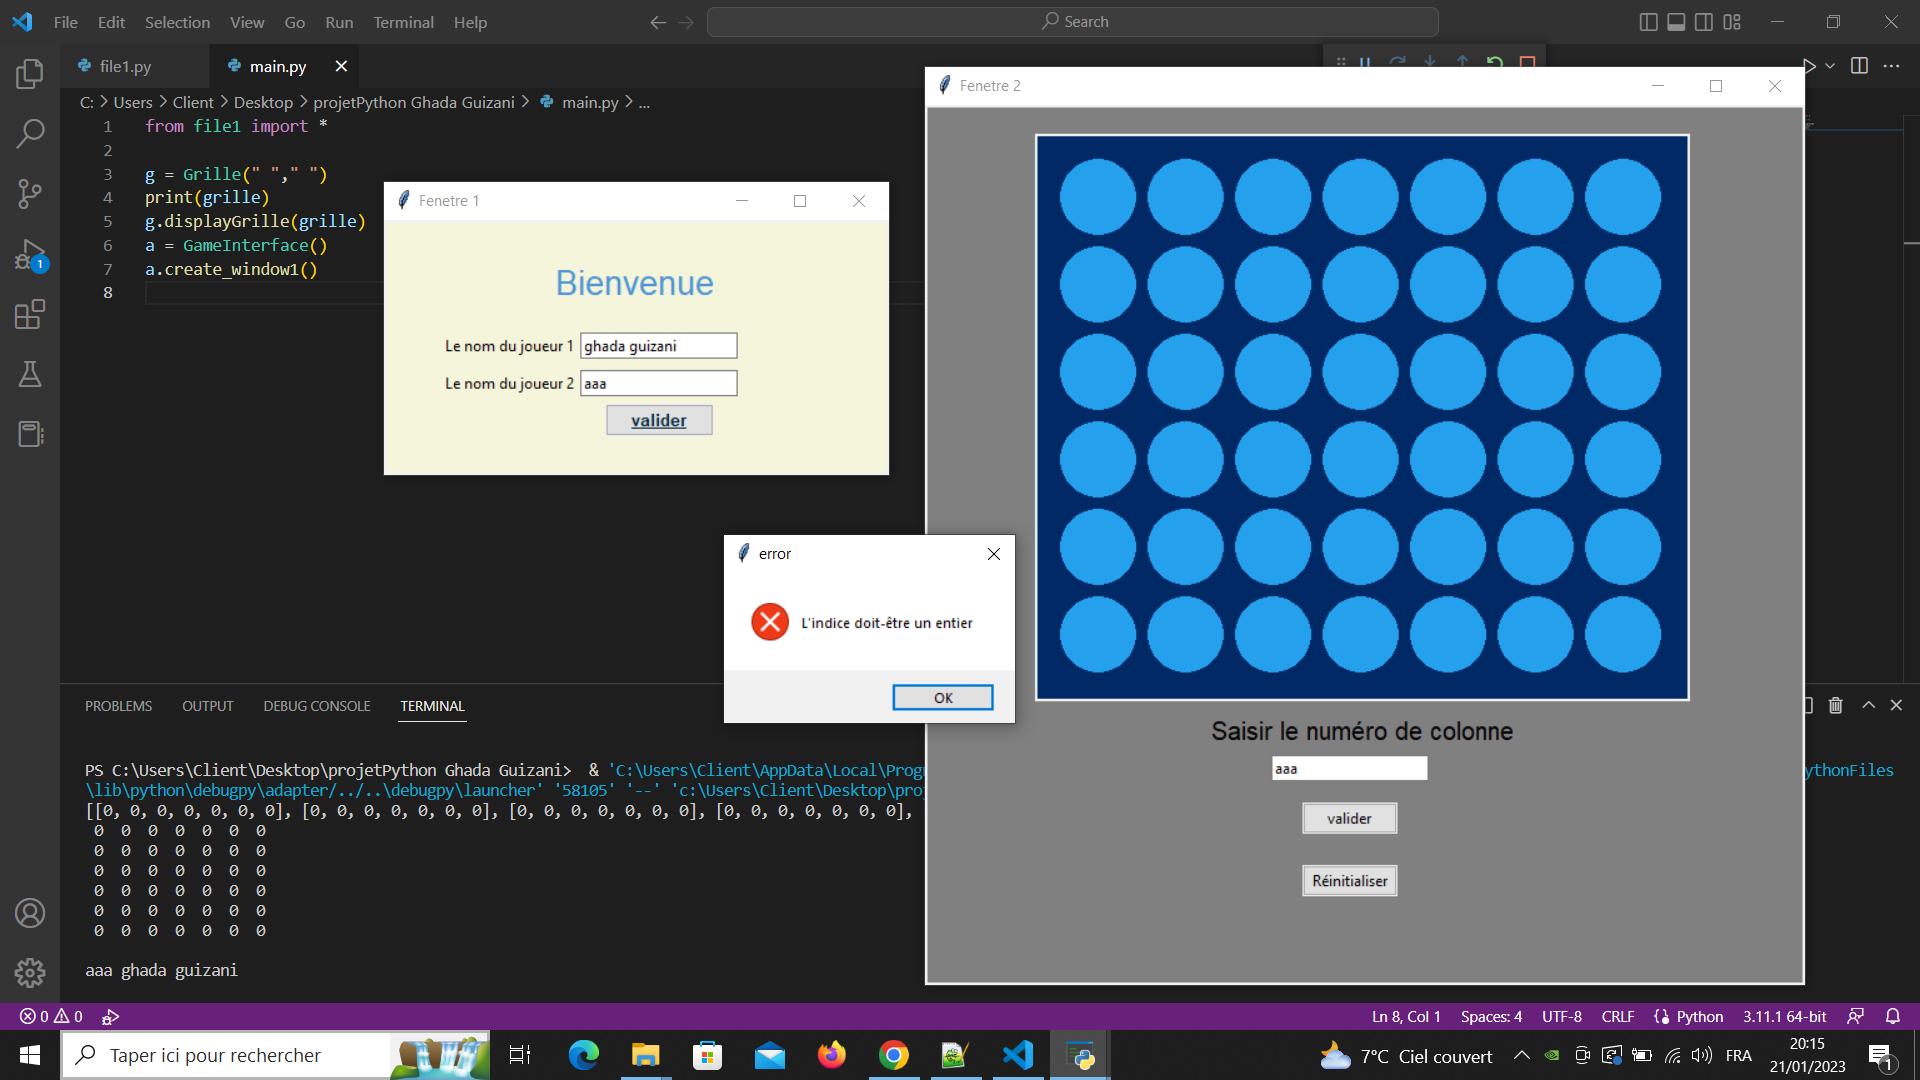 File Edit Selection View Go Run Terminal Help
Search
file1.py
main.py
C: > Users > Client > Desktop > projetPython Ghada Guizani > main.py > ...
1 from file1 import *
2
3 g = Grille(" "," ")
4 print(grille)
5 g.displayGrille(grille)
6 a = GameInterface()
7 a.create_window1()
8
Fenetre 1
Bienvenue
Le nom du joueur 1 ghada guizani
Le nom du joueur 2 aaa
valider
Fenetre 2
Saisir le numéro de colonne
aaa
valider
Réinitialiser
error
L'indice doit-être un entier
OK
1
PROBLEMS OUTPUT DEBUG CONSOLE TERMINAL
PS C:\Users\Client\Desktop\projetPython Ghada Guizani> & 'C:\Users\Client\AppData\Local\Progr
ythonFiles
\lib\python\debugpy\adapter/../..\debugpy\launcher' '58105' '--' 'c:\Users\Client\Desktop\proj
[[0, 0, 0, 0, 0, 0, 0], [0, 0, 0, 0, 0, 0, 0], [0, 0, 0, 0, 0, 0, 0], [0, 0, 0, 0, 0, 0, 0],
0 0 0 0 0 0 0
0 0 0 0 0 0 0
0 0 0 0 0 0 0
0 0 0 0 0 0 0
0 0 0 0 0 0 0
0 0 0 0 0 0 0
aaa ghada guizani
0 0
Ln 8, Col 1 Spaces: 4 UTF-8 CRLF Python 3.11.1 64-bit
Taper ici pour rechercher
7°C Ciel couvert
FRA
20:15
21/01/2023
1